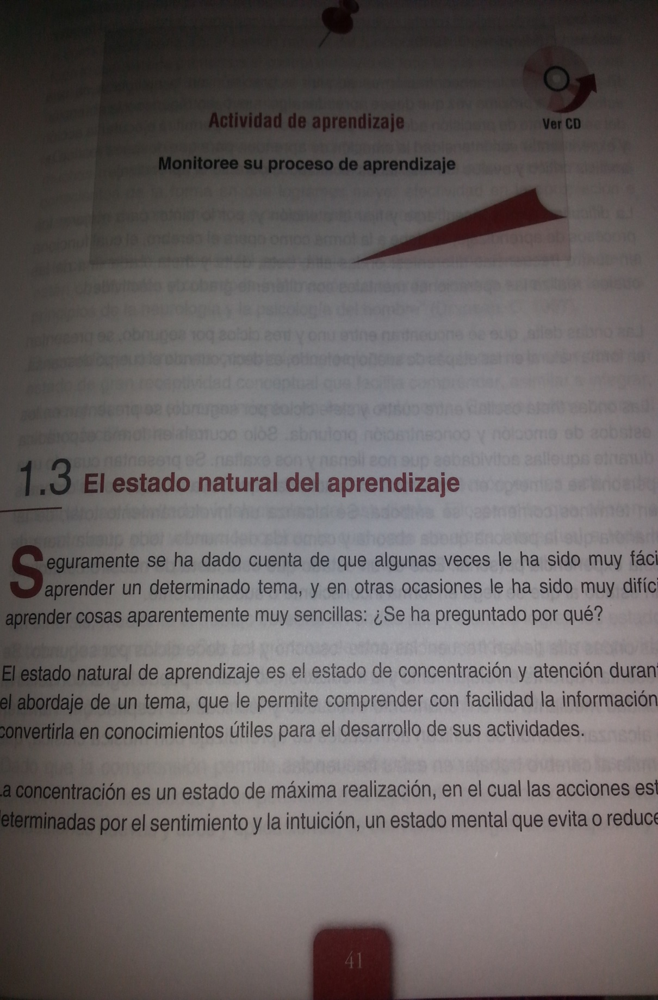 Actividad de aprendizaje
Ver CD
Monitoree su proceso de aprendizaje
1.3 El estado natural del aprendizaje
Seguramente se ha dado cuenta de que algunas veces le ha sido muy fáci
aprender un determinado tema, y en otras ocasiones le ha sido muy difíci
aprender cosas aparentemente muy sencillas: ¿Se ha preguntado por qué?
El estado natural de aprendizaje es el estado de concentración y atención durant
el abordaje de un tema, que le permite comprender con facilidad la información
convertirla en conocimientos útiles para el desarrollo de sus actividades.
La concentración es un estado de máxima realización, en el cual las acciones est
determinadas por el sentimiento y la intuición, un estado mental que evita o reduce
41